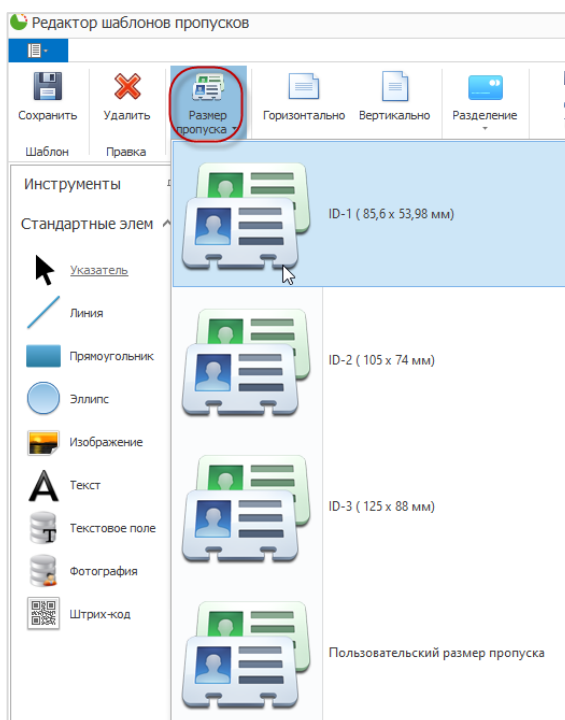 Редактор шаблонов пропусков
Сохранить
Удалить
Размер
пропуска
Горизонтально
Вертикально
Разделение
Шаблон
Правка
Инструменты
Стандартные элем
Указатель
Линия
Прямоугольник
Эллипс
Изображение
Текст
Текстовое поле
Фотография
Штрих-код
ID-1 ( 85,6 x 53,98 мм)
ID-2 ( 105 x 74 мм)
ID-3 ( 125 x 88 мм)
Пользовательский размер пропуска